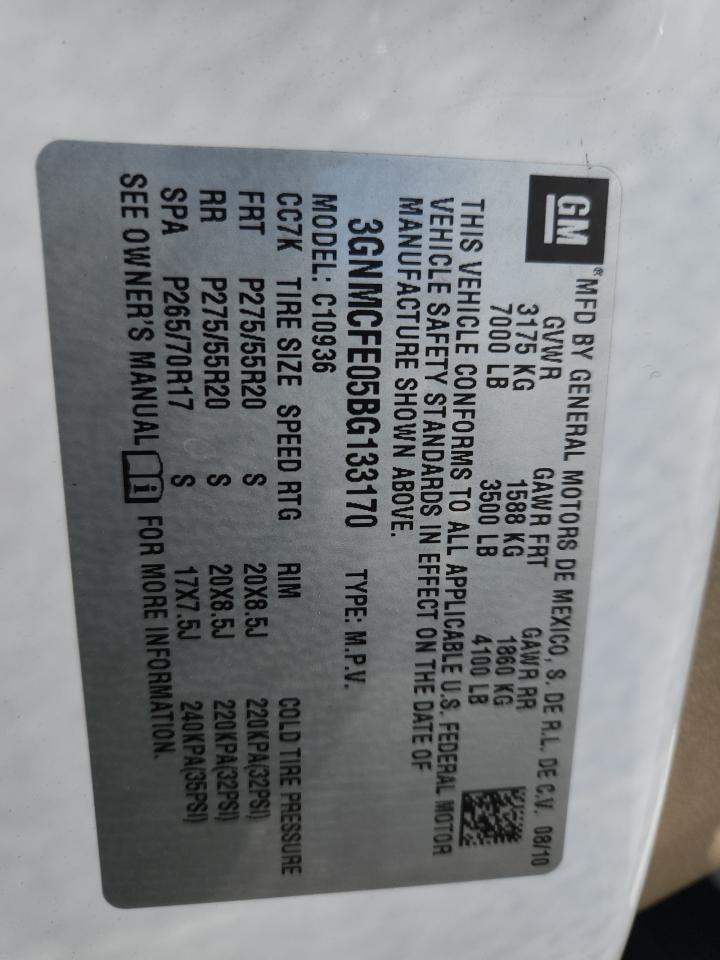 GM
® MFD BY GENERAL MOTORS DE MEXICO, S. DE R.L. DE C.V. 08/10
GVWR GAWR FRT GAWR RR
3175 KG 1588 KG 1860 KG
7000 LB 3500 LB 4100 LB
THIS VEHICLE CONFORMS TO ALL APPLICABLE U.S. FEDERAL MOTOR
VEHICLE SAFETY STANDARDS IN EFFECT ON THE DATE OF
MANUFACTURE SHOWN ABOVE.
3GNMCFE05BG133170 TYPE: M.P.V.
MODEL: C10936
CC7K TIRE SIZE SPEED RTG RIM COLD TIRE PRESSURE
FRT P275/55R20 S 20X8.5J 220KPA(32PSI)
RR P275/55R20 S 20X8.5J 220KPA(32PSI)
SPA P265/70R17 S 17X7.5J 240KPA(35PSI)
SEE OWNER'S MANUAL i FOR MORE INFORMATION.